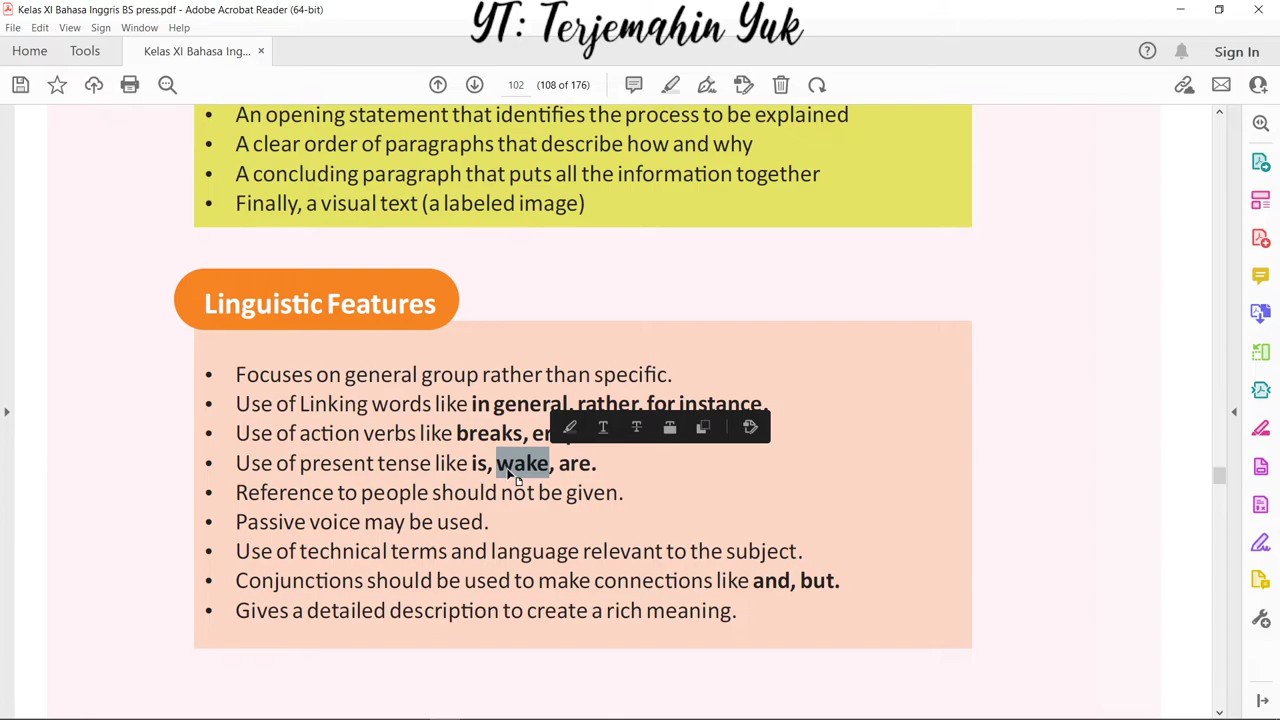 Kelas XI Bahasa Inggris BS press.pdf - Adobe Acrobat Reader (64-bit)
YT: Terjemahin Yuk
File Edit View Sign Window Help
Home Tools Kelas XI Bahasa Ing... × Sign In
102 (108 of 176)
• An opening statement that identifies the process to be explained
• A clear order of paragraphs that describe how and why
• A concluding paragraph that puts all the information together
• Finally, a visual text (a labeled image)
Linguistic Features
• Focuses on general group rather than specific.
• Use of Linking words like in general, rather, for instance,
• Use of action verbs like breaks,
• Use of present tense like is, wake, are.
• Reference to people should not be given.
• Passive voice may be used.
• Use of technical terms and language relevant to the subject.
• Conjunctions should be used to make connections like and, but.
• Gives a detailed description to create a rich meaning.